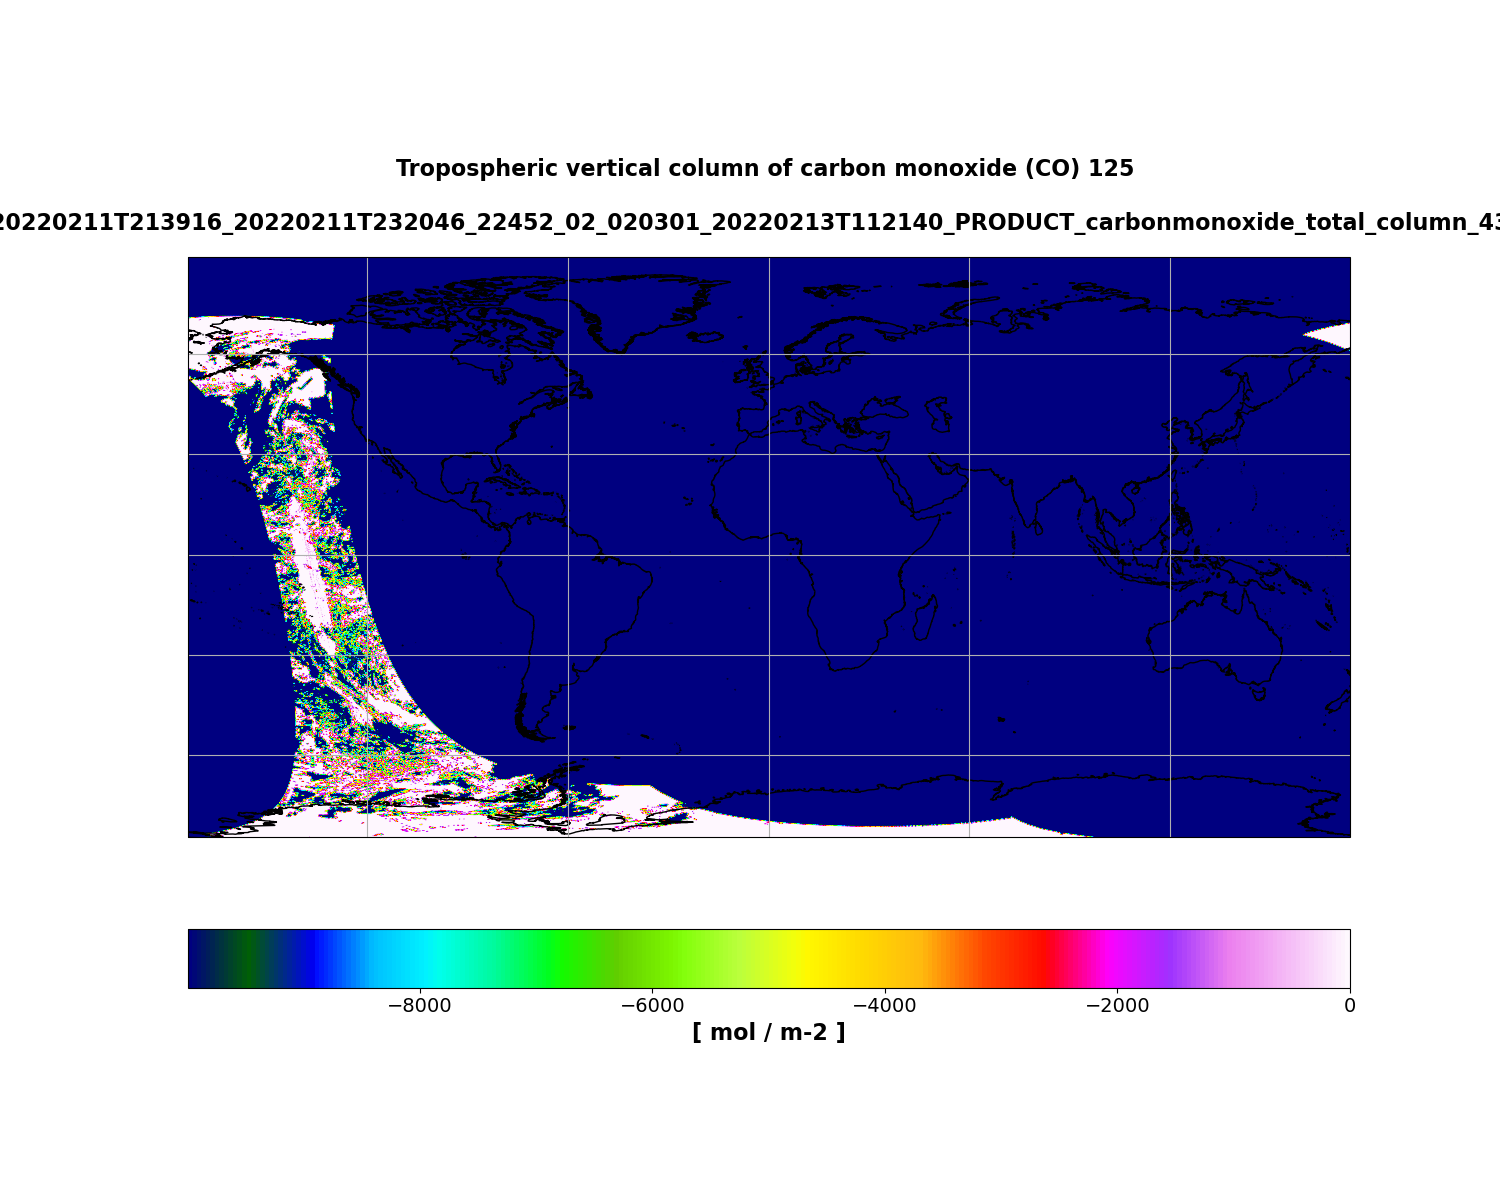 Tropospheric vertical column of carbon monoxide (CO) 125
20220211T213916_20220211T232046_22452_02_020301_20220213T112140_PRODUCT_carbonmonoxide_total_column_43
−8000 −6000 −4000 −2000 0
[ mol / m-2 ]